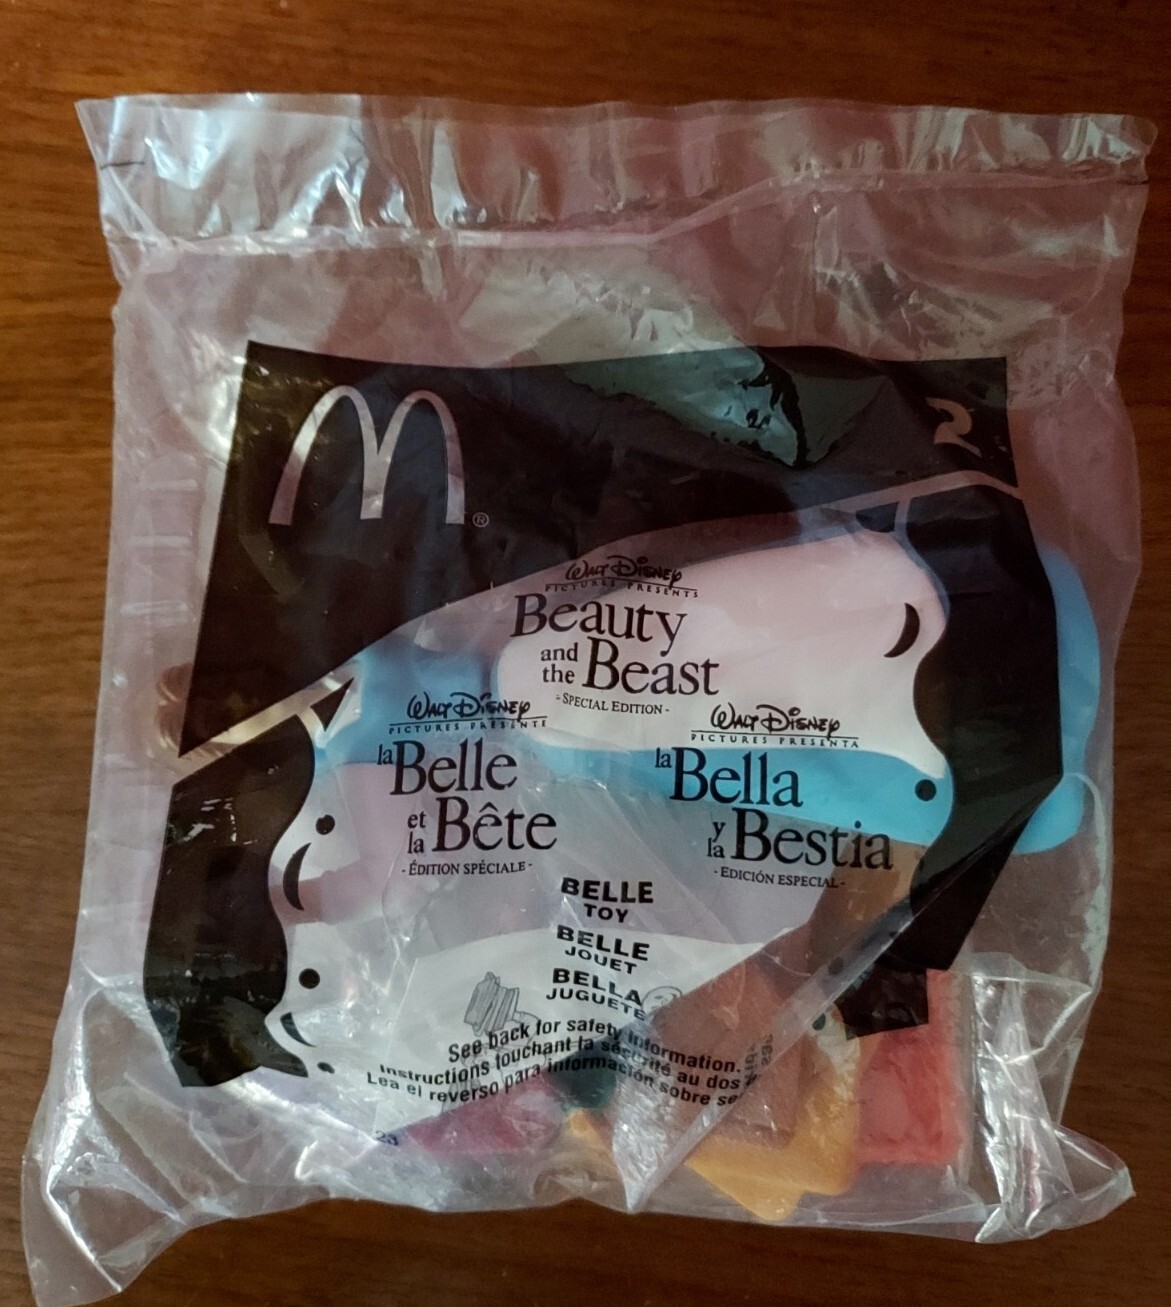 2
®
Walt Disney
PICTURES PRESENTS
Beauty
and
the Beast
- SPECIAL EDITION -
Walt Disney
PICTURES PRÉSENTE
la Belle
et
la Bête
- ÉDITION SPÉCIALE -
Walt Disney
PICTURES PRESENTA
la Bella
y
la Bestia
- EDICIÓN ESPECIAL -
BELLE
TOY
BELLE
JOUET
BELLA
JUGUETE
See back for safety information.
Instructions touchant la sécurité au dos
Lea el reverso para información sobre se
23